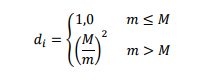 d_i = { 1,0    m ≤ M
(M/m)^2    m > M